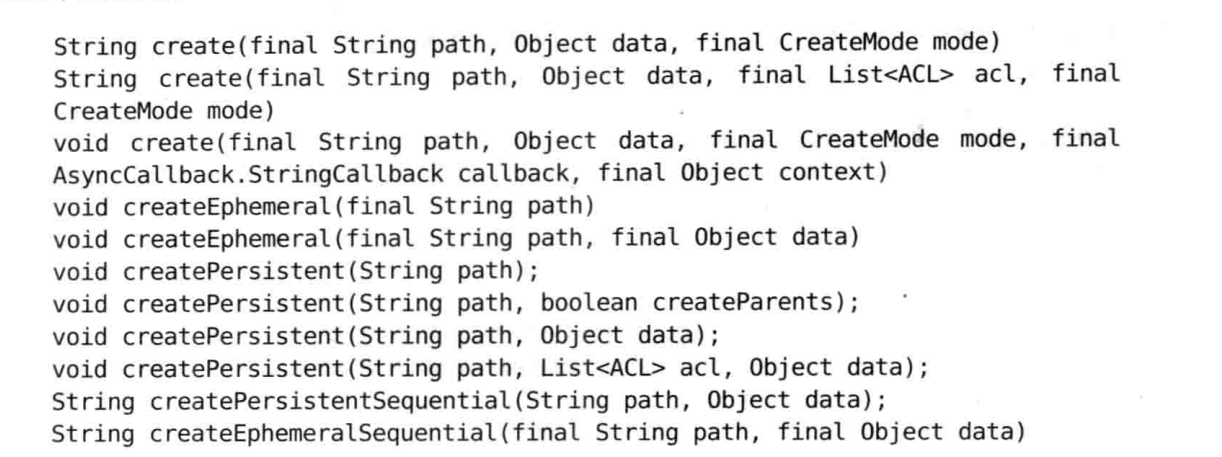 String create(final String path, Object data, final CreateMode mode)
String create(final String path, Object data, final List<ACL> acl, final
CreateMode mode)
void create(final String path, Object data, final CreateMode mode, final
AsyncCallback.StringCallback callback, final Object context)
void createEphemeral(final String path)
void createEphemeral(final String path, final Object data)
void createPersistent(String path);
void createPersistent(String path, boolean createParents);
void createPersistent(String path, Object data);
void createPersistent(String path, List<ACL> acl, Object data);
String createPersistentSequential(String path, Object data);
String createEphemeralSequential(final String path, final Object data)